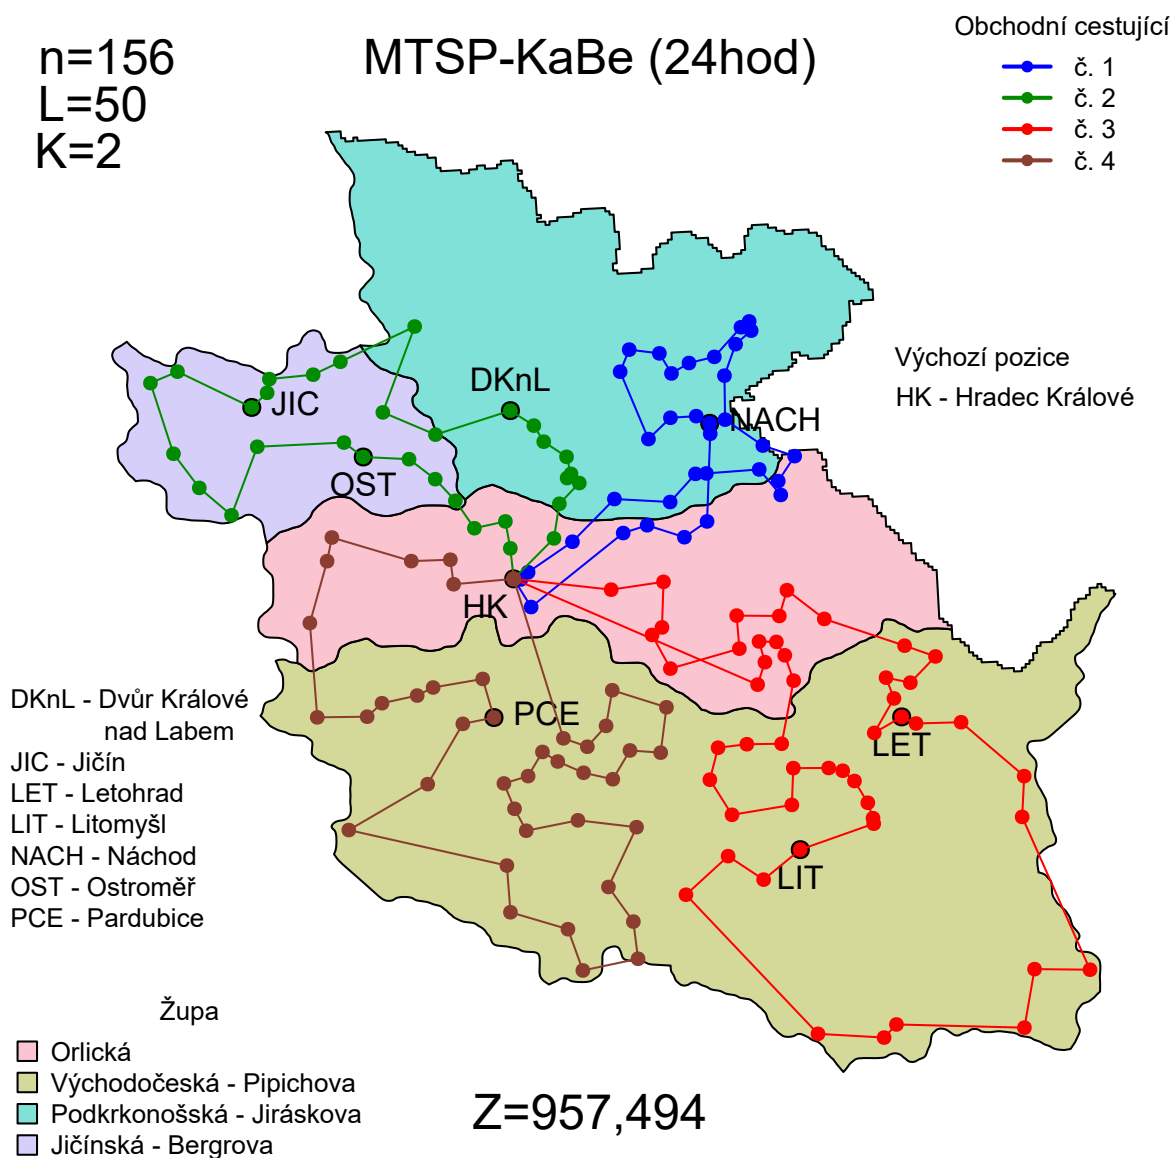 n=156
L=50
K=2
MTSP-KaBe (24hod)
Obchodní cestující
č. 1
č. 2
č. 3
č. 4
Výchozí pozice
HK - Hradec Králové
DKnL
JIC
NACH
OST
HK
PCE
LET
LIT
DKnL - Dvůr Králové
nad Labem
JIC - Jičín
LET - Letohrad
LIT - Litomyšl
NACH - Náchod
OST - Ostroměř
PCE - Pardubice
Župa
Orlická
Východočeská - Pipichova
Podkrkonošská - Jiráskova
Jičínská - Bergrova
Z=957,494